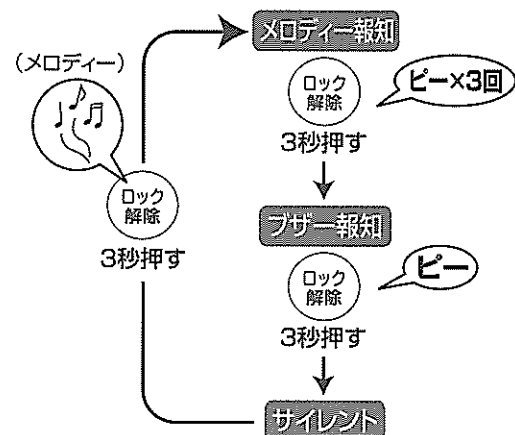 メロディー報知
(メロディー)
ロック
解除
ピー×3回
3秒押す
ロック
解除
3秒押す
ブザー報知
ロック
解除
ピー
3秒押す
サイレント